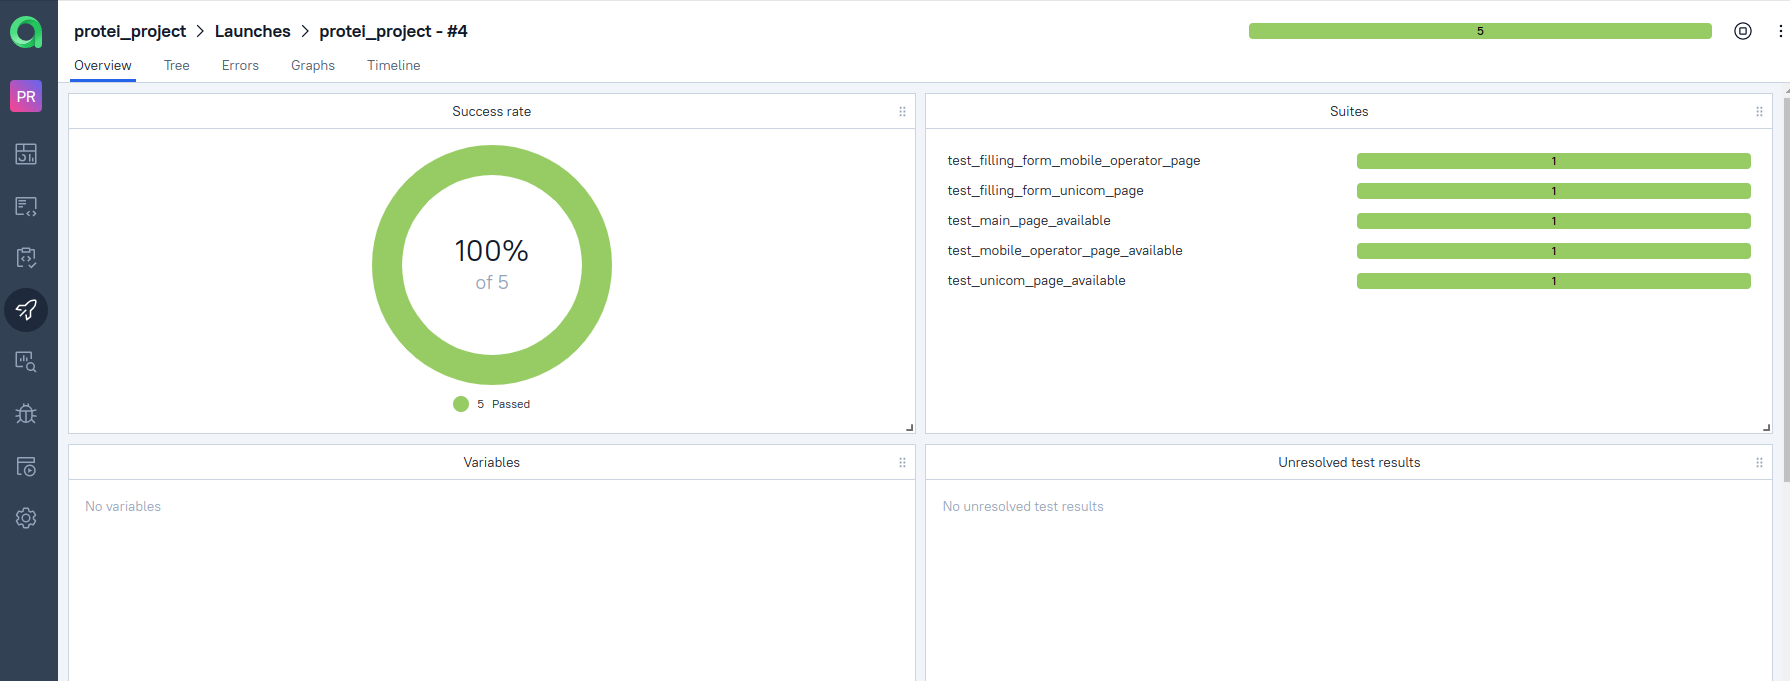 protei_project > Launches > protei_project - #4
5
Overview Tree Errors Graphs Timeline
PR
Success rate
100%
of 5
5 Passed
Suites
test_filling_form_mobile_operator_page 1
test_filling_form_unicom_page 1
test_main_page_available 1
test_mobile_operator_page_available 1
test_unicom_page_available 1
Variables
No variables
Unresolved test results
No unresolved test results